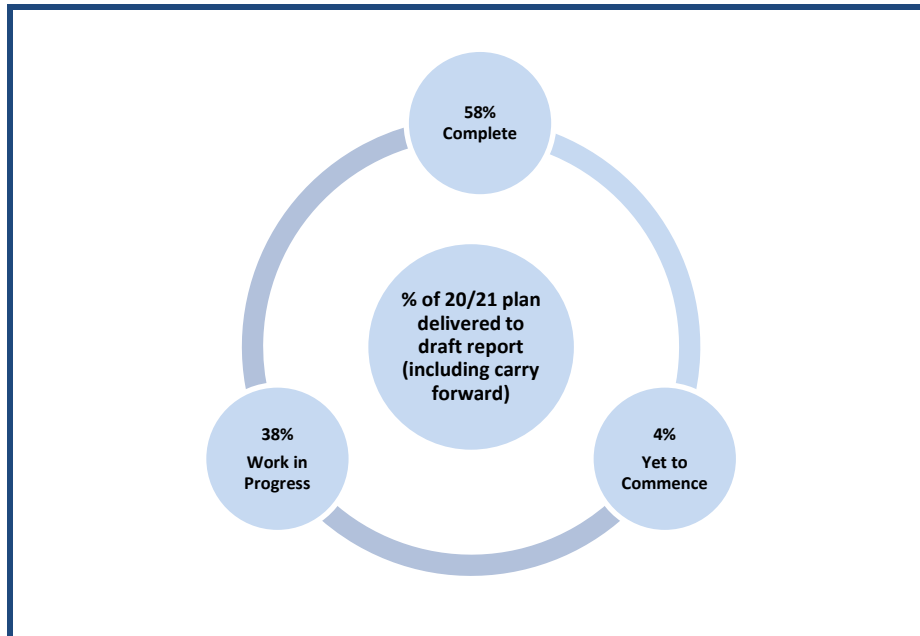 58%
Complete
% of 20/21 plan
delivered to
draft report
(including carry
forward)
38%
Work in
Progress
4%
Yet to
Commence